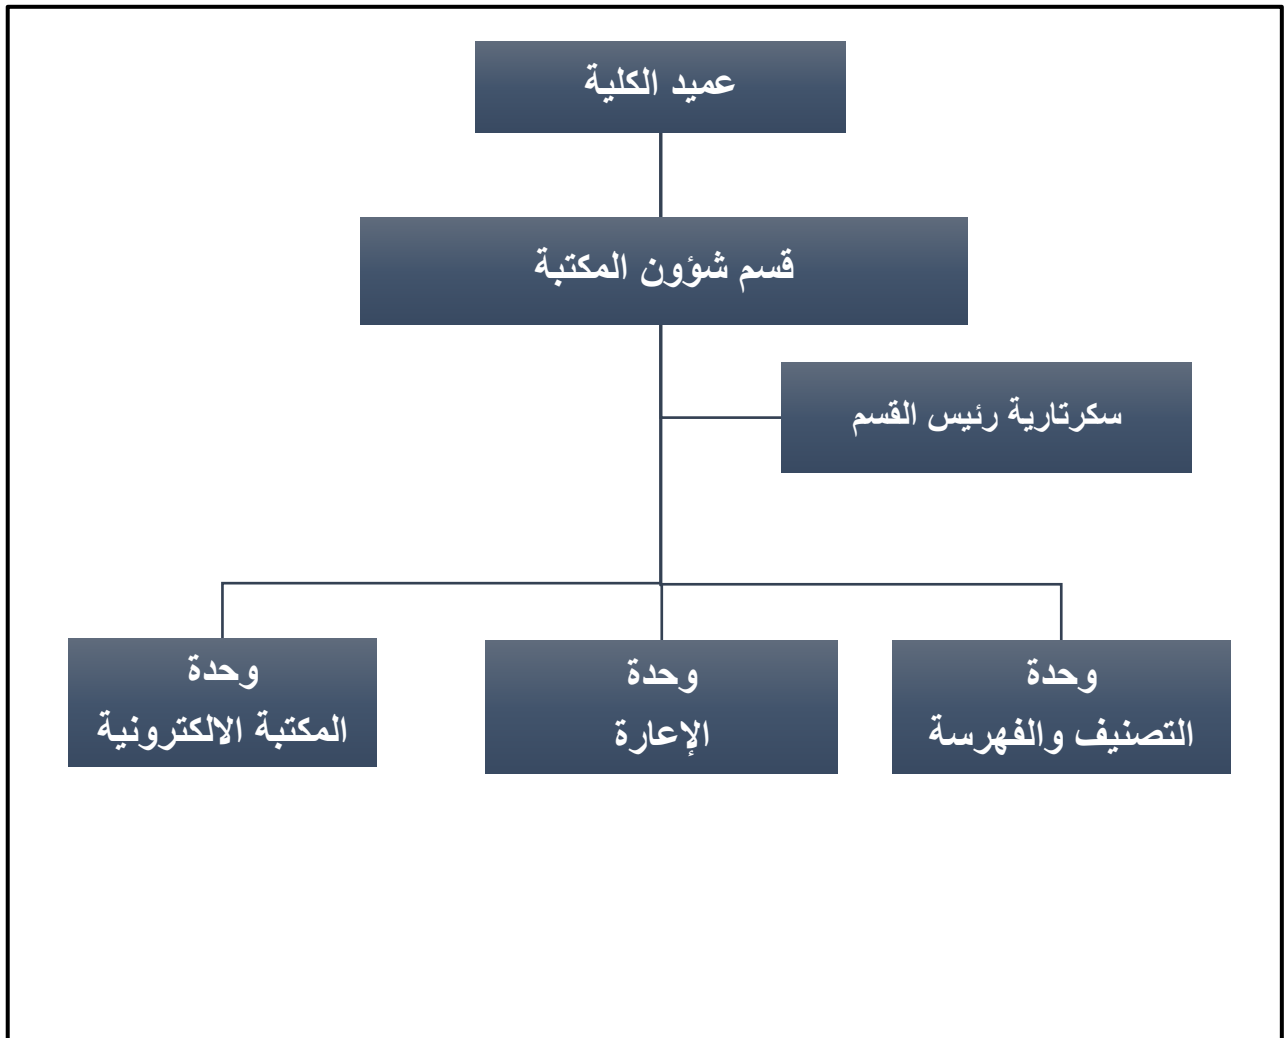 عميد الكلية
قسم شؤون المكتبة
سكرتارية رئيس القسم
وحدة
التصنيف والفهرسة
وحدة
الإعارة
وحدة
المكتبة الالكترونية